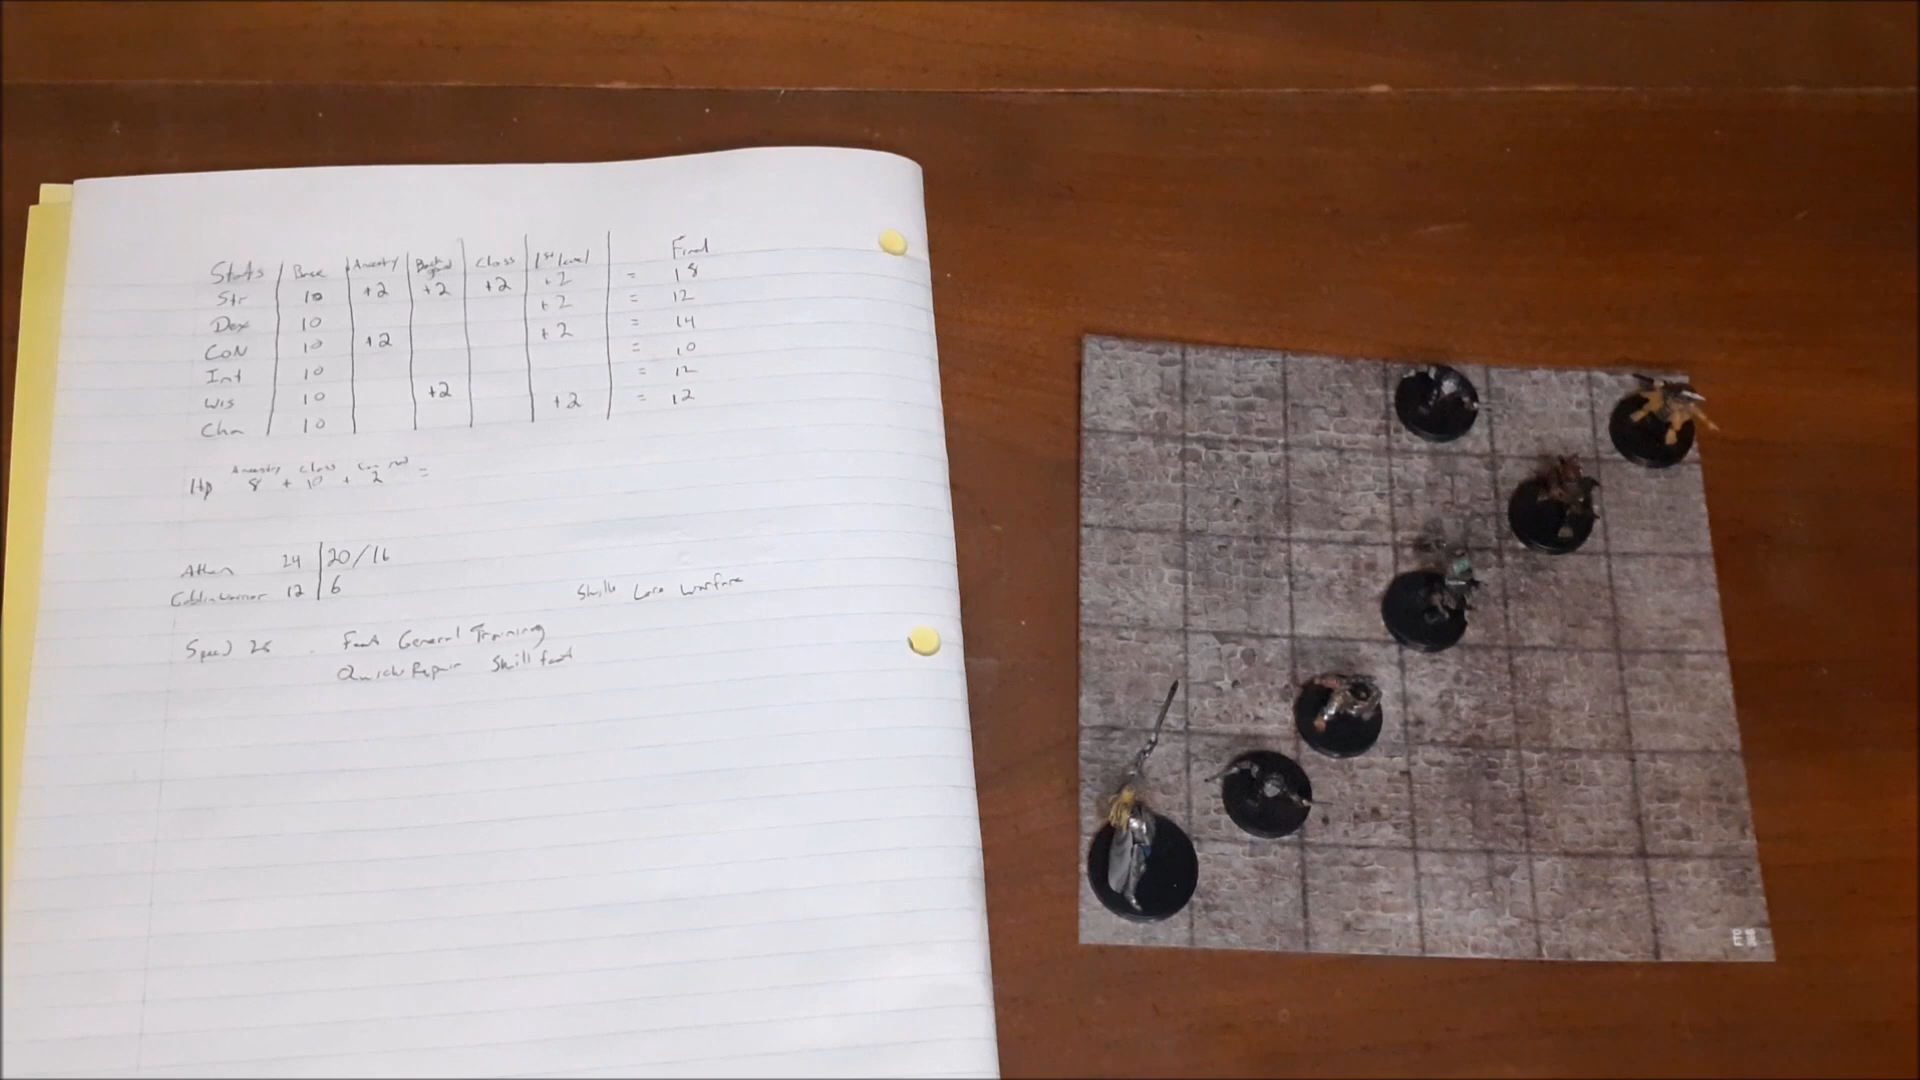 Stats Base Ancestry Background Class 1st level Final
Str 10 +2 +2 +2 +2 = 18
Dex 10 +2 = 12
CON 10 +2 +2 = 14
Int 10 = 10
Wis 10 +2 = 12
Cha 10 +2 = 12
Ancestry Class Con mod
Hp 8 + 10 + 2 =
24 20/16
Goblin warrior 12 6
Skills Lore Warfare
Speed 25 Feat General Training
Quick Repair Skill feat
FTD